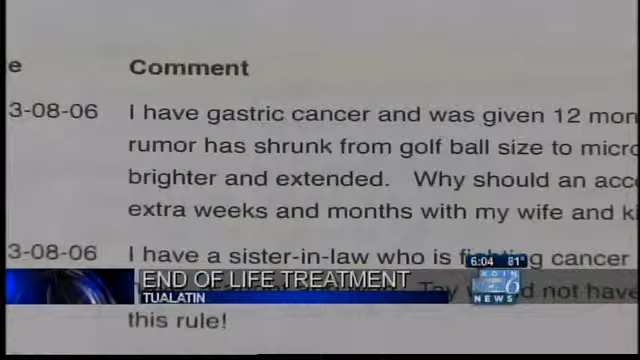 e Comment
3-08-06 I have gastric cancer and was given 12 mon
rumor has shrunk from golf ball size to micro
brighter and extended. Why should an acc
extra weeks and months with my wife and ki
3-08-06 I have a sister-in-law who is fighting cancer
END OF LIFE TREATMENT
TUALATIN
6:04 81°
KOIN
6
NEWS
not have
this rule!